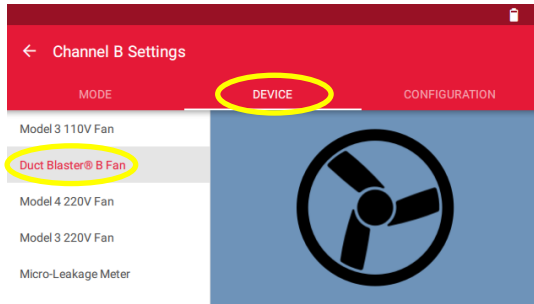 Channel B Settings
MODE DEVICE CONFIGURATION
Model 3 110V Fan
Duct Blaster® B Fan
Model 4 220V Fan
Model 3 220V Fan
Micro-Leakage Meter